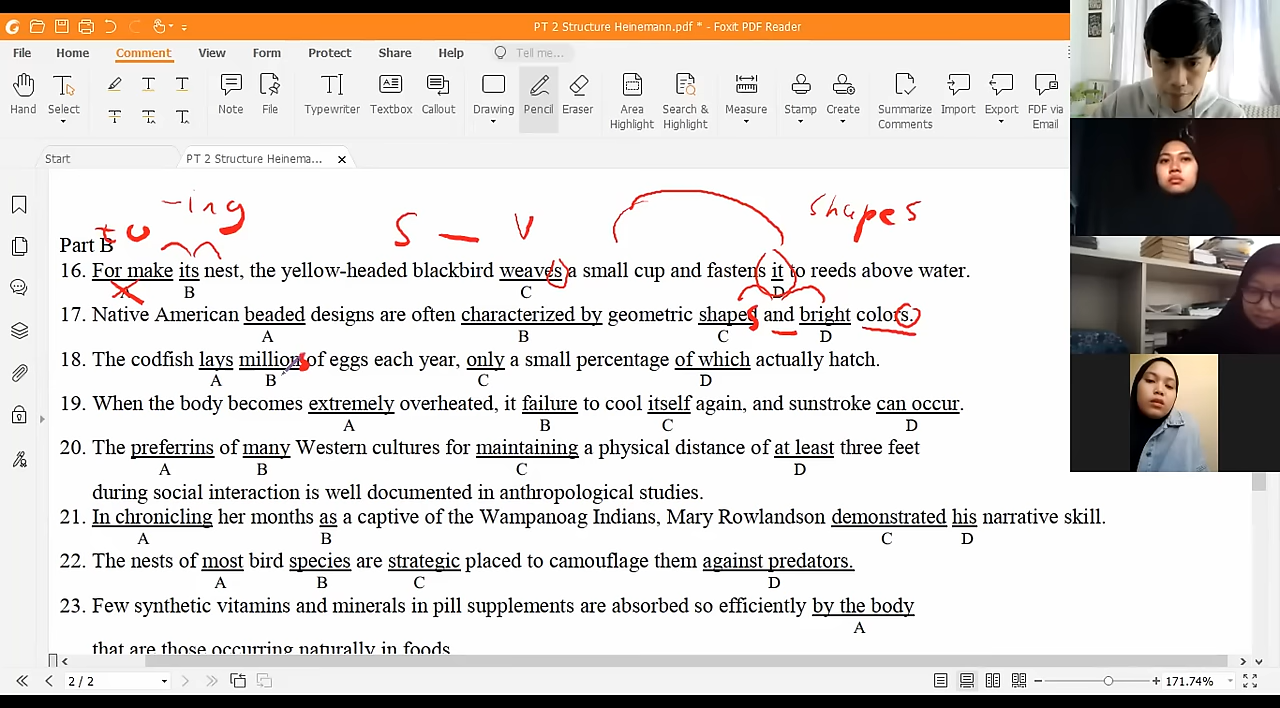 PT 2 Structure Heinemann.pdf * - Foxit PDF Reader
File Home Comment View Form Protect Share Help Tell me...
Hand Select Note File Typewriter Textbox Callout Drawing Pencil Eraser Area Highlight Search & Highlight Measure Stamp Create Summarize Comments Import Export FDF via Email
Start PT 2 Structure Heinema... ×
-ing
to S — V shapes
Part B
16. For make its nest, the yellow-headed blackbird weaves a small cup and fastens it to reeds above water.
A B C D
17. Native American beaded designs are often characterized by geometric shapes and bright colors.
A B C D
18. The codfish lays millions of eggs each year, only a small percentage of which actually hatch.
A B C D
19. When the body becomes extremely overheated, it failure to cool itself again, and sunstroke can occur.
A B C D
20. The preferrins of many Western cultures for maintaining a physical distance of at least three feet
A B C D
during social interaction is well documented in anthropological studies.
21. In chronicling her months as a captive of the Wampanoag Indians, Mary Rowlandson demonstrated his narrative skill.
A B C D
22. The nests of most bird species are strategic placed to camouflage them against predators.
A B C D
23. Few synthetic vitamins and minerals in pill supplements are absorbed so efficiently by the body
A
that are those occurring naturally in foods
2 / 2 171.74%